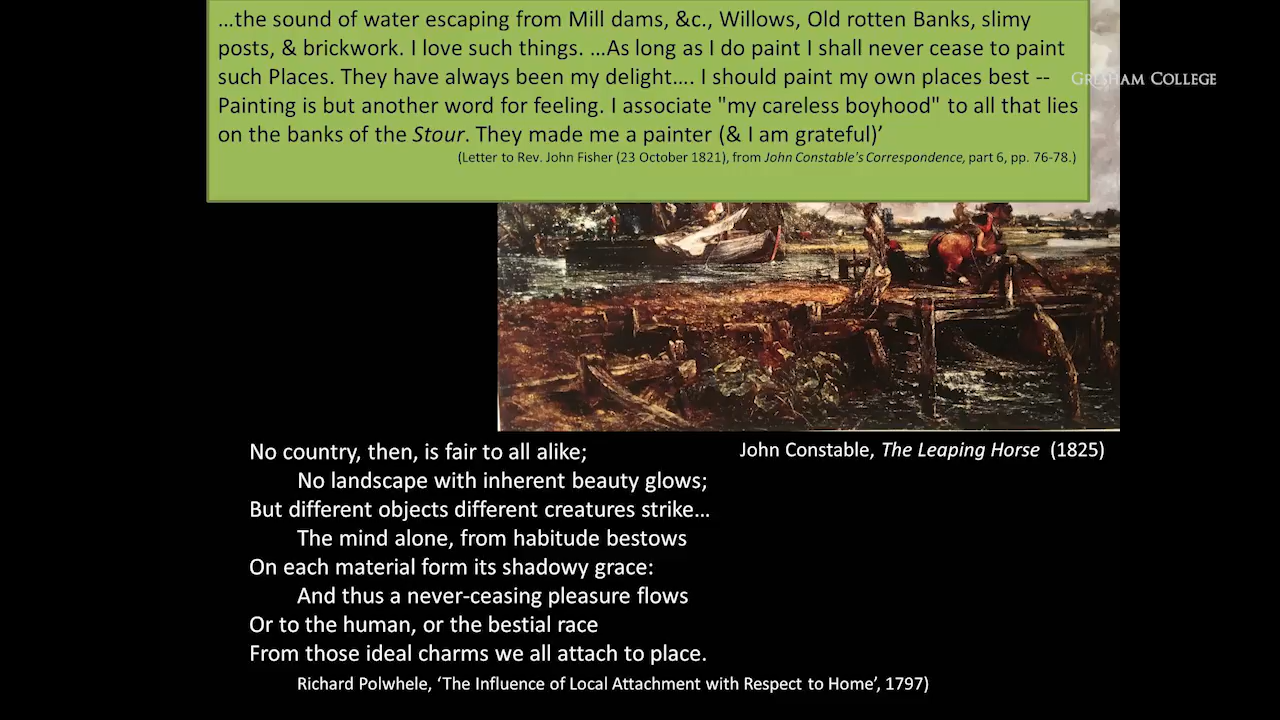 …the sound of water escaping from Mill dams, &c., Willows, Old rotten Banks, slimy
posts, & brickwork. I love such things. …As long as I do paint I shall never cease to paint
such Places. They have always been my delight…. I should paint my own places best --
Painting is but another word for feeling. I associate "my careless boyhood" to all that lies
on the banks of the Stour. They made me a painter (& I am grateful)’
(Letter to Rev. John Fisher (23 October 1821), from John Constable's Correspondence, part 6, pp. 76-78.)
GRESHAM COLLEGE
No country, then, is fair to all alike;
No landscape with inherent beauty glows;
But different objects different creatures strike…
The mind alone, from habitude bestows
On each material form its shadowy grace:
And thus a never-ceasing pleasure flows
Or to the human, or the bestial race
From those ideal charms we all attach to place.
Richard Polwhele, ‘The Influence of Local Attachment with Respect to Home’, 1797)
John Constable, The Leaping Horse (1825)